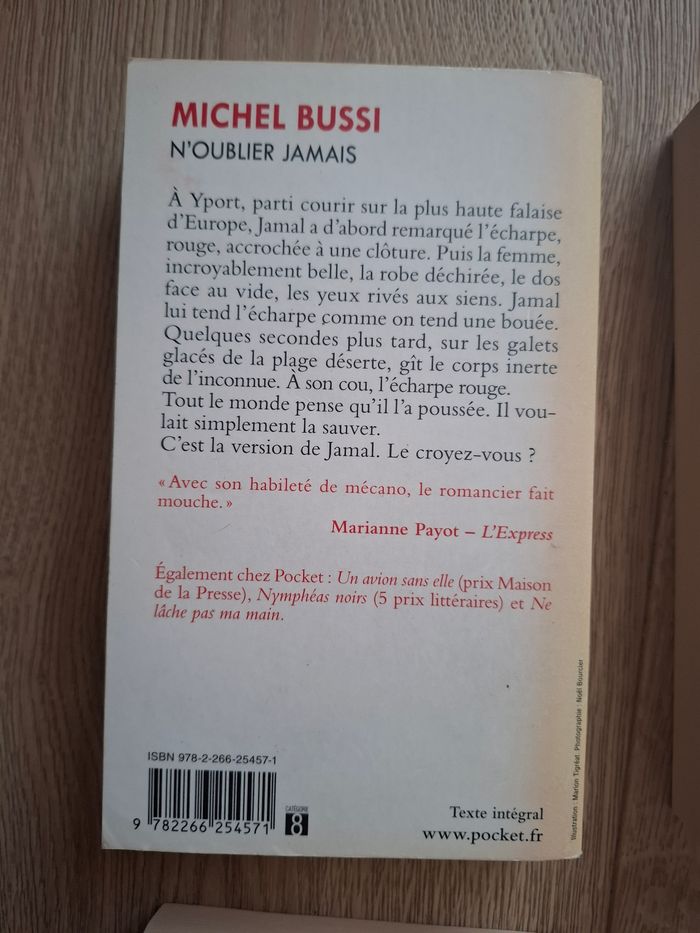 MICHEL BUSSI
N'OUBLIER JAMAIS
À Yport, parti courir sur la plus haute falaise
d'Europe, Jamal a d'abord remarqué l'écharpe,
rouge, accrochée à une clôture. Puis la femme,
incroyablement belle, la robe déchirée, le dos
face au vide, les yeux rivés aux siens. Jamal
lui tend l'écharpe comme on tend une bouée.
Quelques secondes plus tard, sur les galets
glacés de la plage déserte, gît le corps inerte
de l'inconnue. À son cou, l'écharpe rouge.
Tout le monde pense qu'il l'a poussée. Il vou-
lait simplement la sauver.
C'est la version de Jamal. Le croyez-vous ?
« Avec son habileté de mécano, le romancier fait
mouche. »
Marianne Payot – L'Express
Également chez Pocket : Un avion sans elle (prix Maison
de la Presse), Nymphéas noirs (5 prix littéraires) et Ne
lâche pas ma main.
Illustration : Marion Tigréat. Photographie : Noël Bourcier
ISBN 978-2-266-25457-1
9 782266 254571
CATÉGORIE
8
Texte intégral
www.pocket.fr